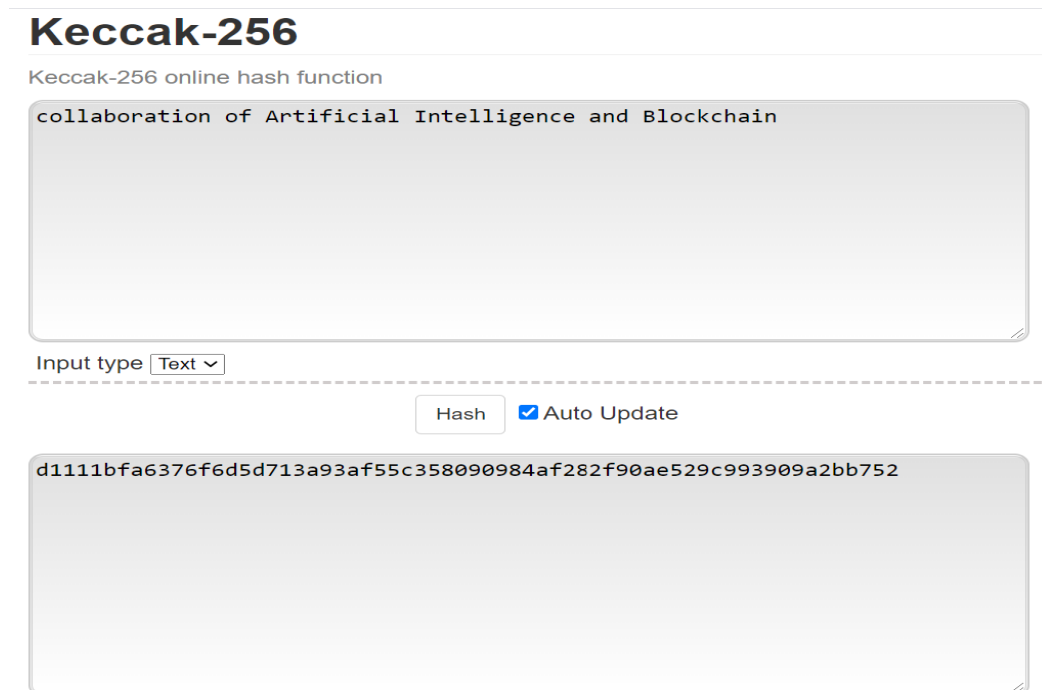 Keccak-256
Keccak-256 online hash function
collaboration of Artificial Intelligence and Blockchain
Input type Text
Hash Auto Update
d1111bfa6376f6d5d713a93af55c358090984af282f90ae529c993909a2bb752